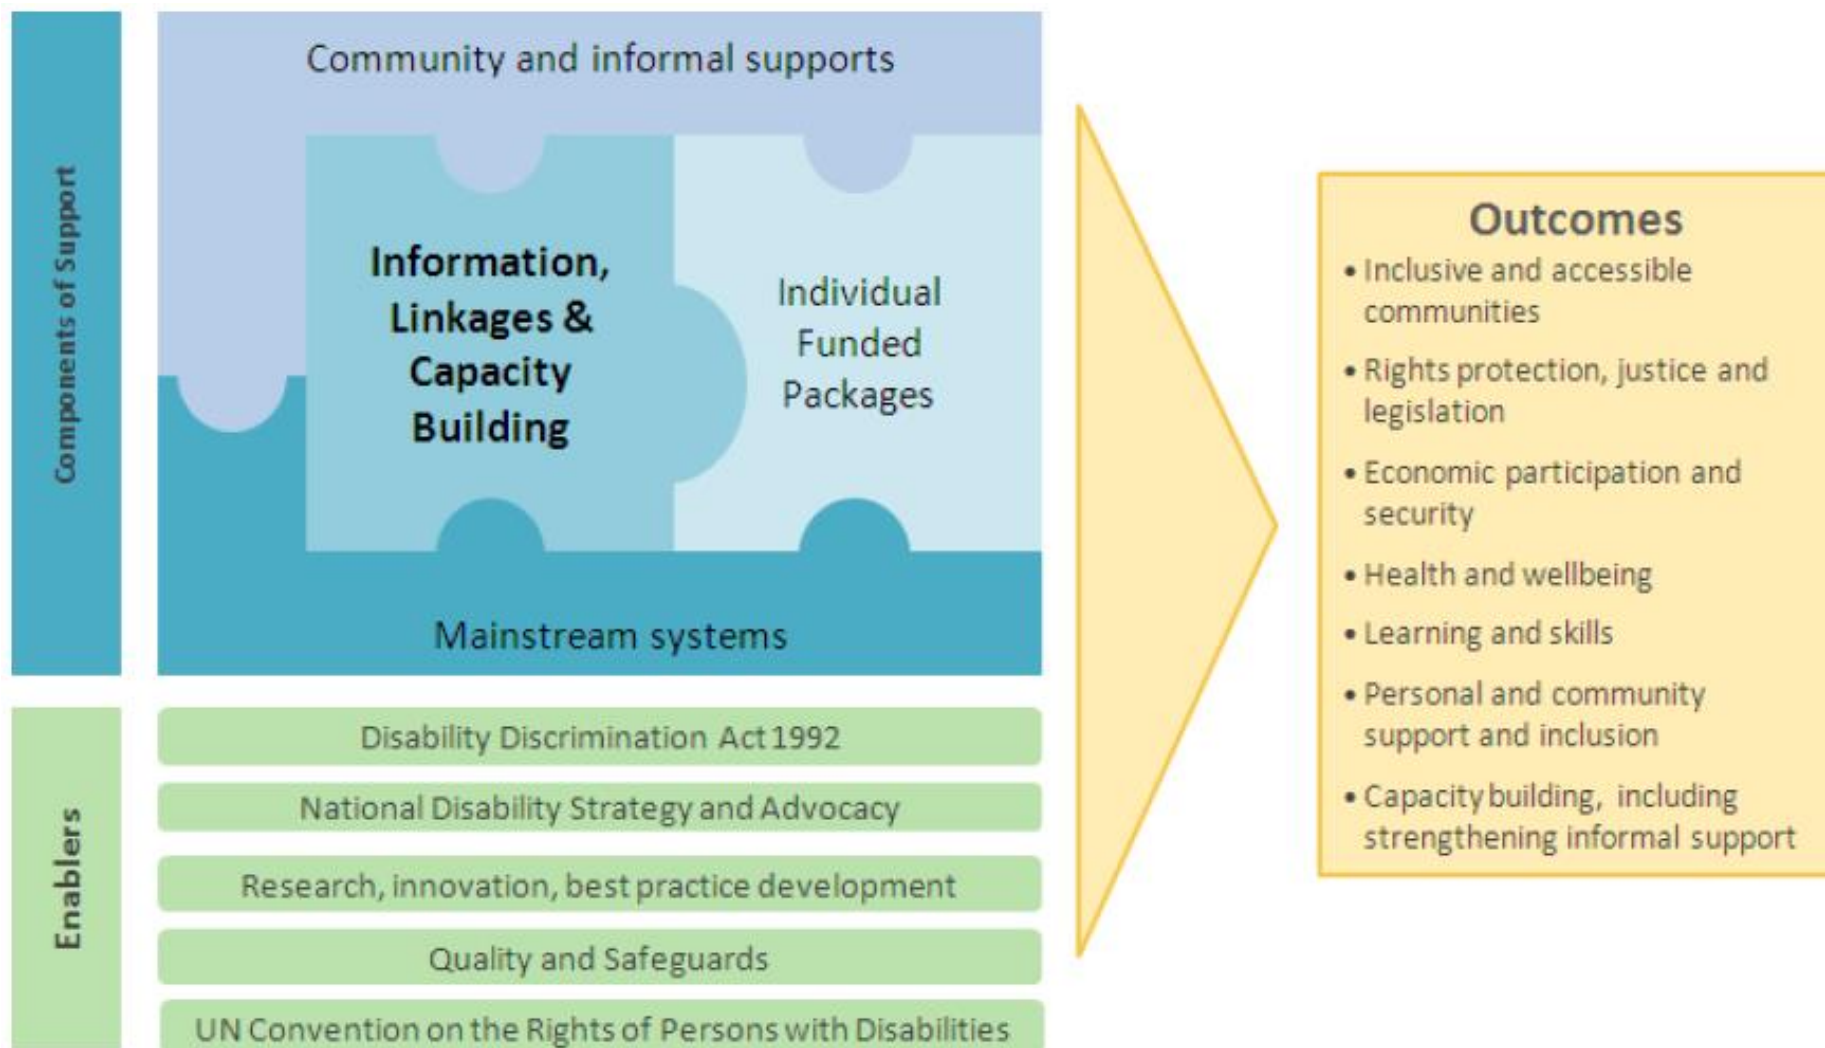 Components of Support
Community and informal supports
Information,
Linkages &
Capacity
Building
Individual
Funded
Packages
Mainstream systems
Enablers
Disability Discrimination Act 1992
National Disability Strategy and Advocacy
Research, innovation, best practice development
Quality and Safeguards
UN Convention on the Rights of Persons with Disabilities
Outcomes
• Inclusive and accessible
communities
• Rights protection, justice and
legislation
• Economic participation and
security
• Health and wellbeing
• Learning and skills
• Personal and community
support and inclusion
• Capacity building, including
strengthening informal support